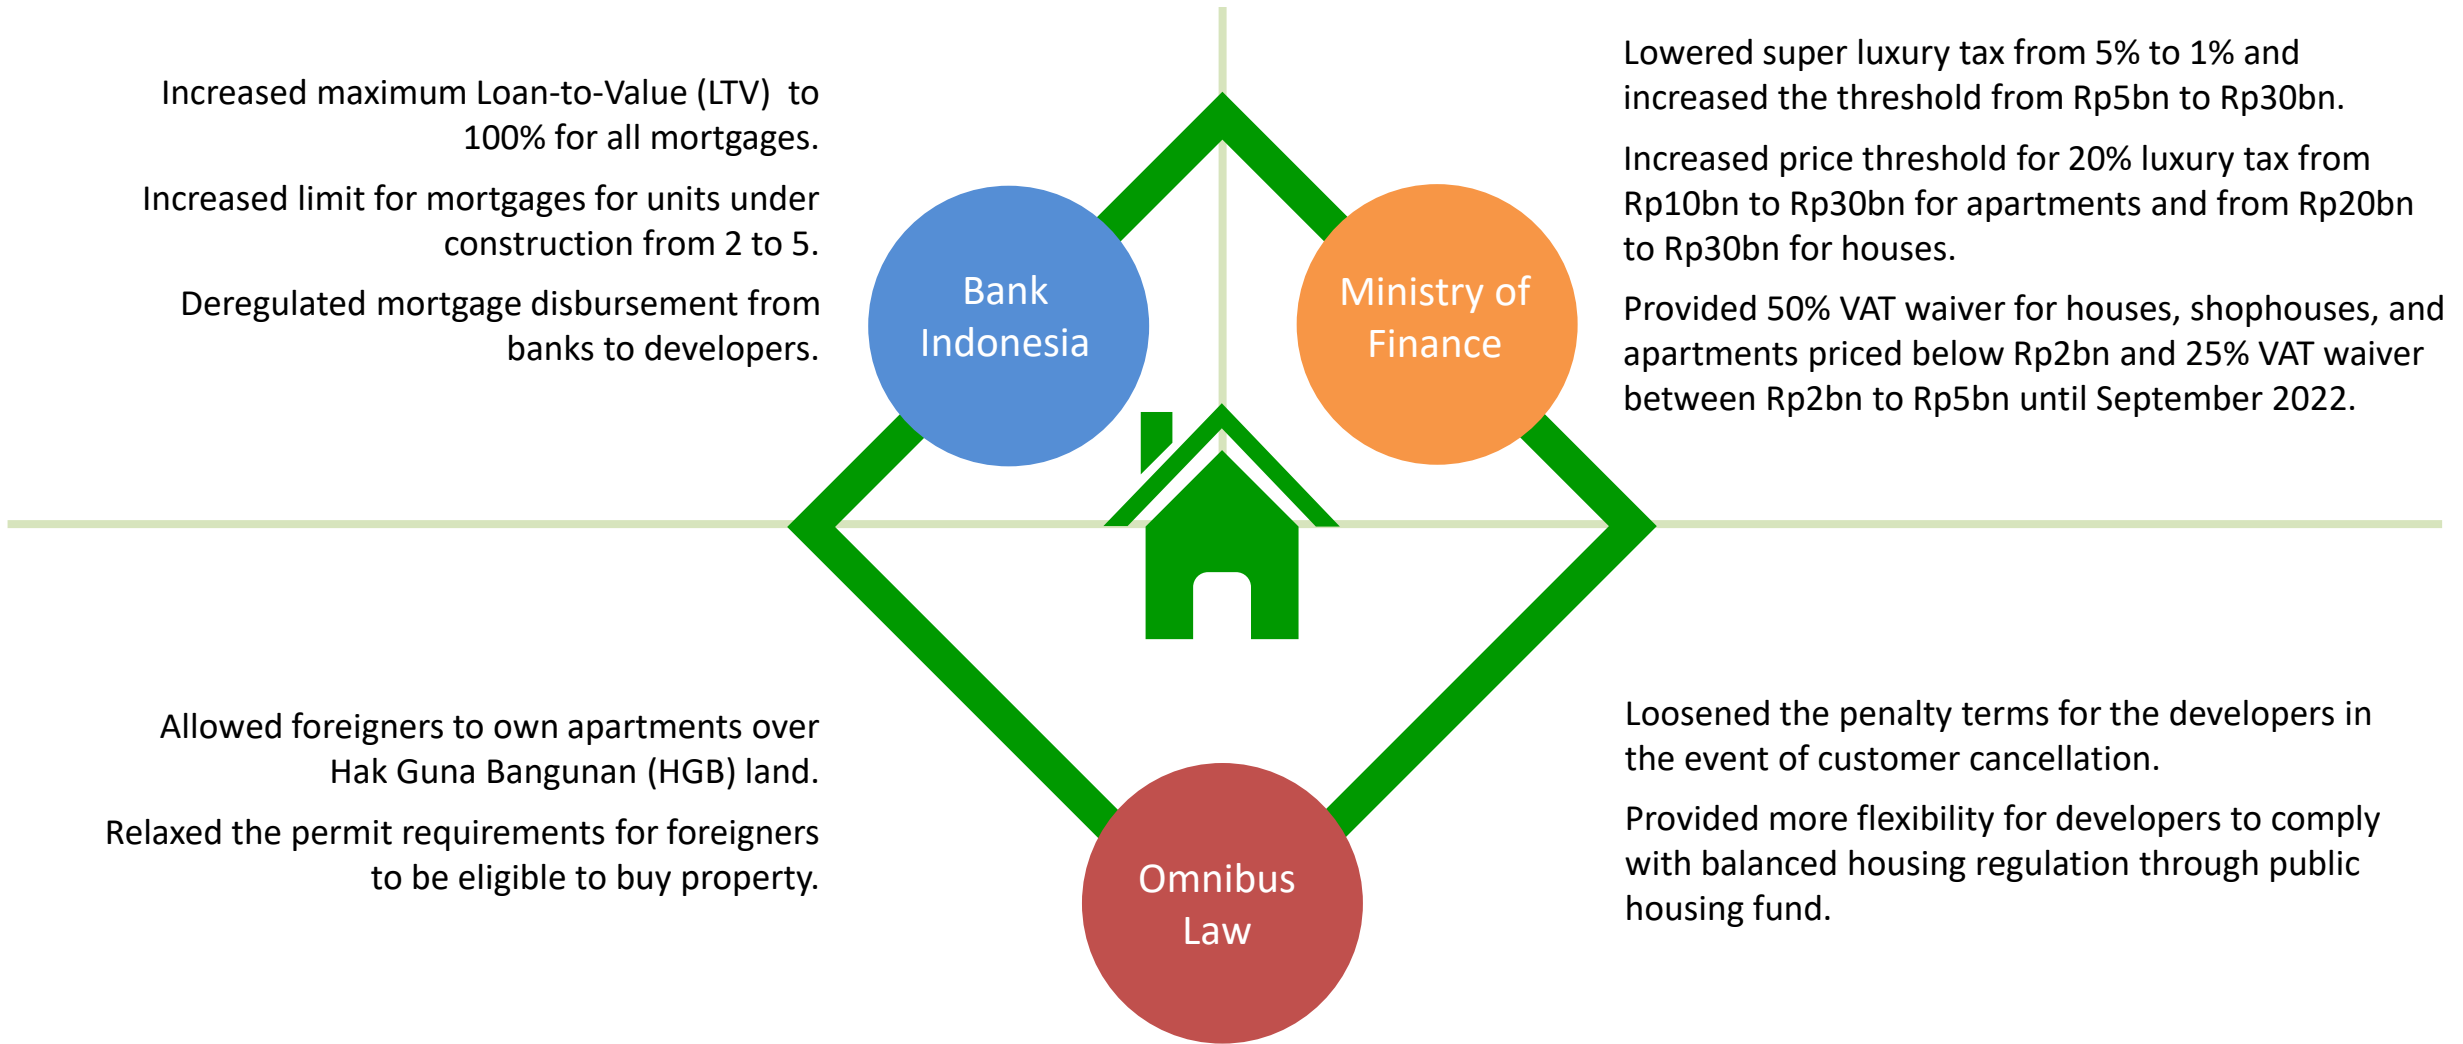 Increased maximum Loan-to-Value (LTV)  to
100% for all mortgages.
Increased limit for mortgages for units under
construction from 2 to 5.
Deregulated mortgage disbursement from
banks to developers.
Bank
Indonesia
Ministry of
Finance
Lowered super luxury tax from 5% to 1% and
increased the threshold from Rp5bn to Rp30bn.
Increased price threshold for 20% luxury tax from
Rp10bn to Rp30bn for apartments and from Rp20bn
to Rp30bn for houses.
Provided 50% VAT waiver for houses, shophouses, and
apartments priced below Rp2bn and 25% VAT waiver
between Rp2bn to Rp5bn until September 2022.
Allowed foreigners to own apartments over
Hak Guna Bangunan (HGB) land.
Relaxed the permit requirements for foreigners
to be eligible to buy property.
Omnibus
Law
Loosened the penalty terms for the developers in
the event of customer cancellation.
Provided more flexibility for developers to comply
with balanced housing regulation through public
housing fund.